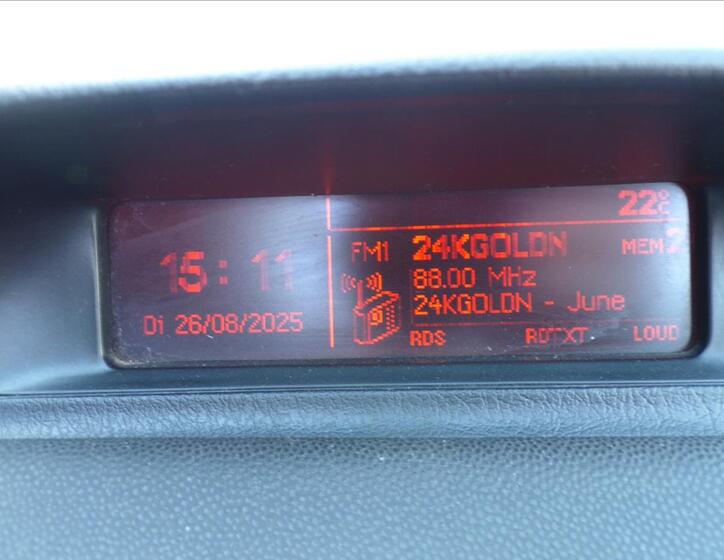 22°C
15:11
Di 26/08/2025
FM1 24KGOLDN MEM 2
88.00 MHz
24KGOLDN - June
RDS RDTXT LOUD